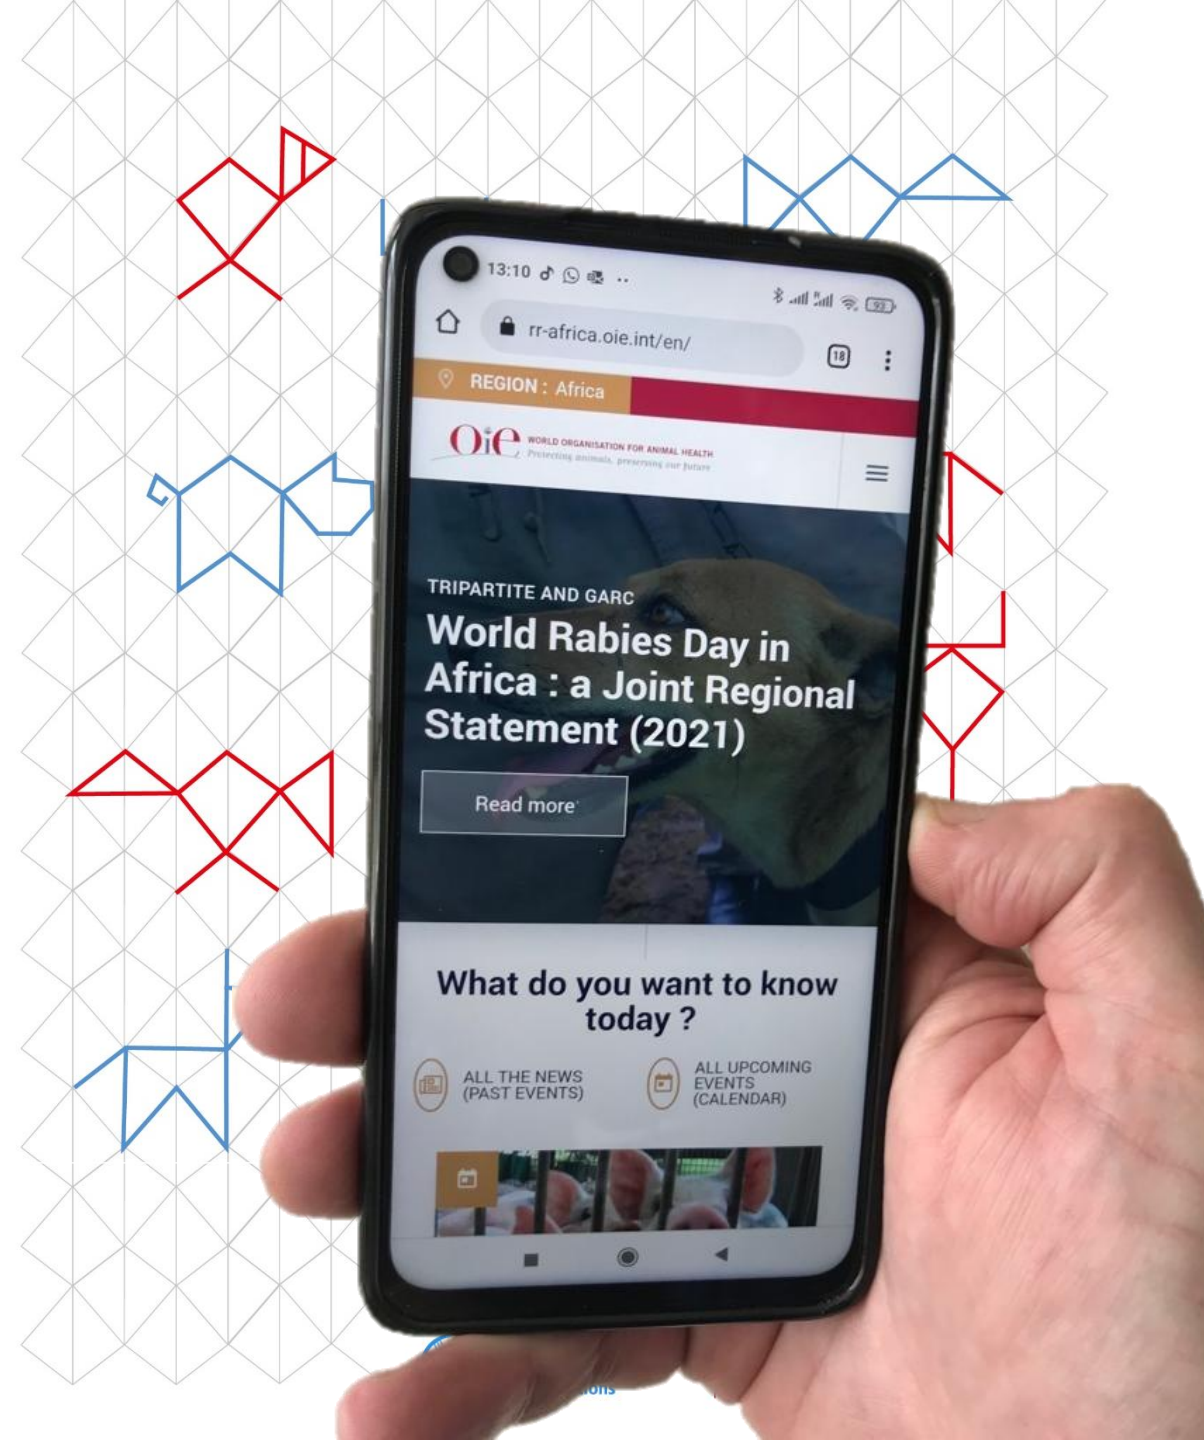 13:10
93
rr-africa.oie.int/en/
18
REGION : Africa
Oie
WORLD ORGANISATION FOR ANIMAL HEALTH
Protecting animals, preserving our future
TRIPARTITE AND GARC
World Rabies Day in
Africa : a Joint Regional
Statement (2021)
Read more
What do you want to know
today ?
ALL THE NEWS
(PAST EVENTS)
ALL UPCOMING
EVENTS
(CALENDAR)